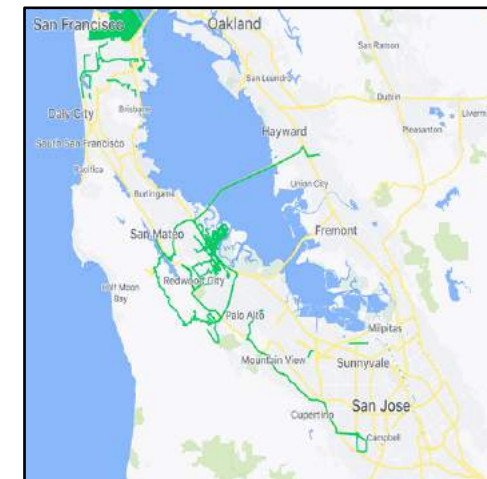 San Francisco
Oakland
San Ramon
San Leandro
Dublin
Daly City
Brisbane
Liverm
Hayward
Pleasanton
South San Francisco
Pacifica
Union City
Burlingame
San Mateo
Fremont
Half Moon
Bay
Redwood City
Palo Alto
Milpitas
Mountain View
Sunnyvale
San Jose
Cupertino
Campbell